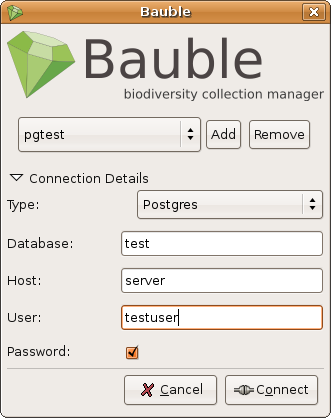 Bauble
Bauble
biodiversity collection manager
pgtest Add Remove
Connection Details
Type: Postgres
Database: test
Host: server
User: testuser
Password:
Cancel Connect